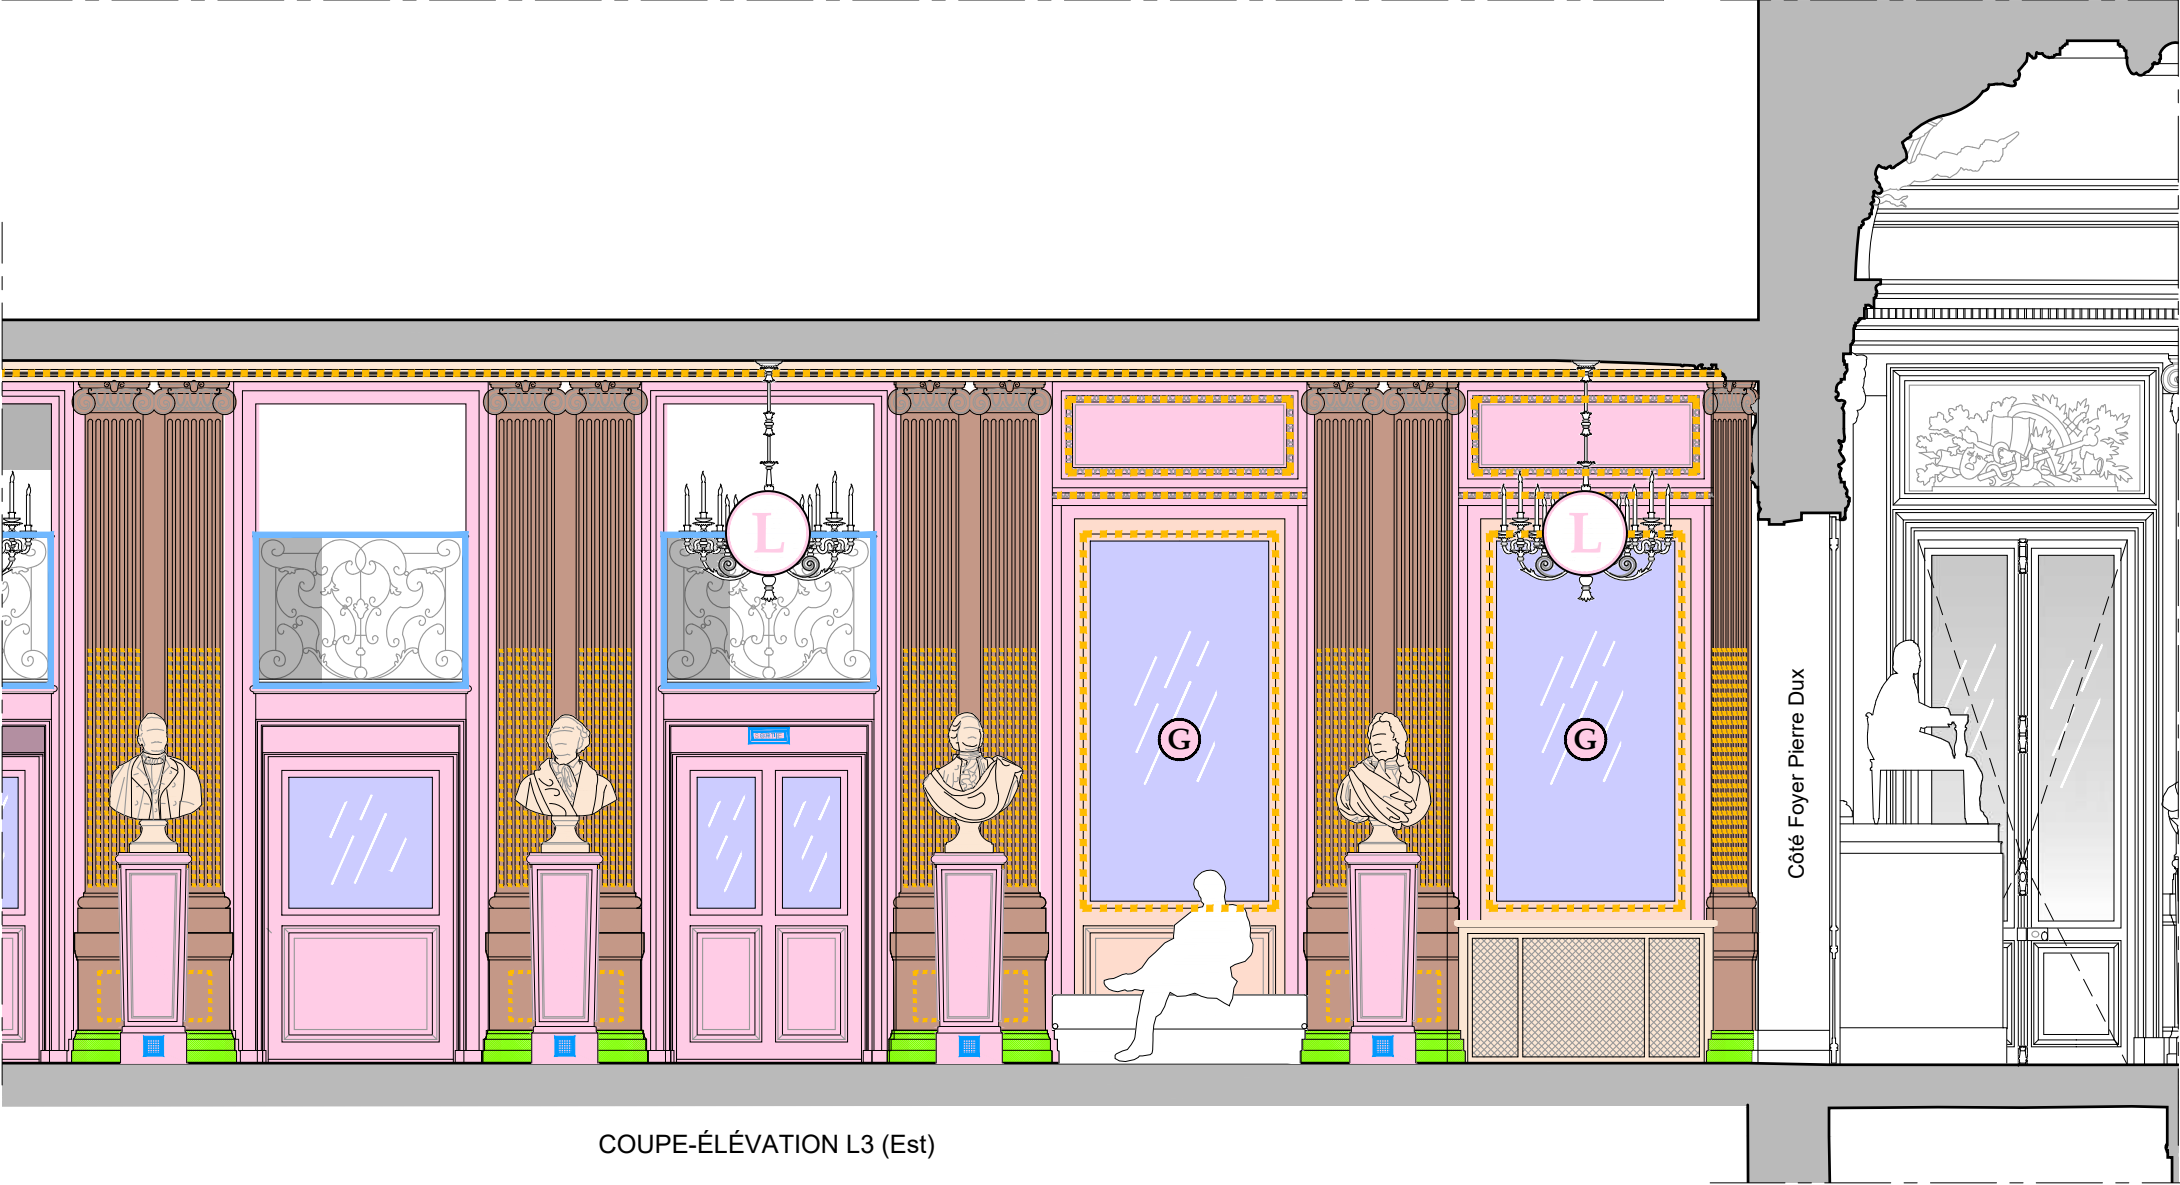 L
L
G
G
Côté Foyer Pierre Dux
COUPE-ÉLÉVATION L3 (Est)